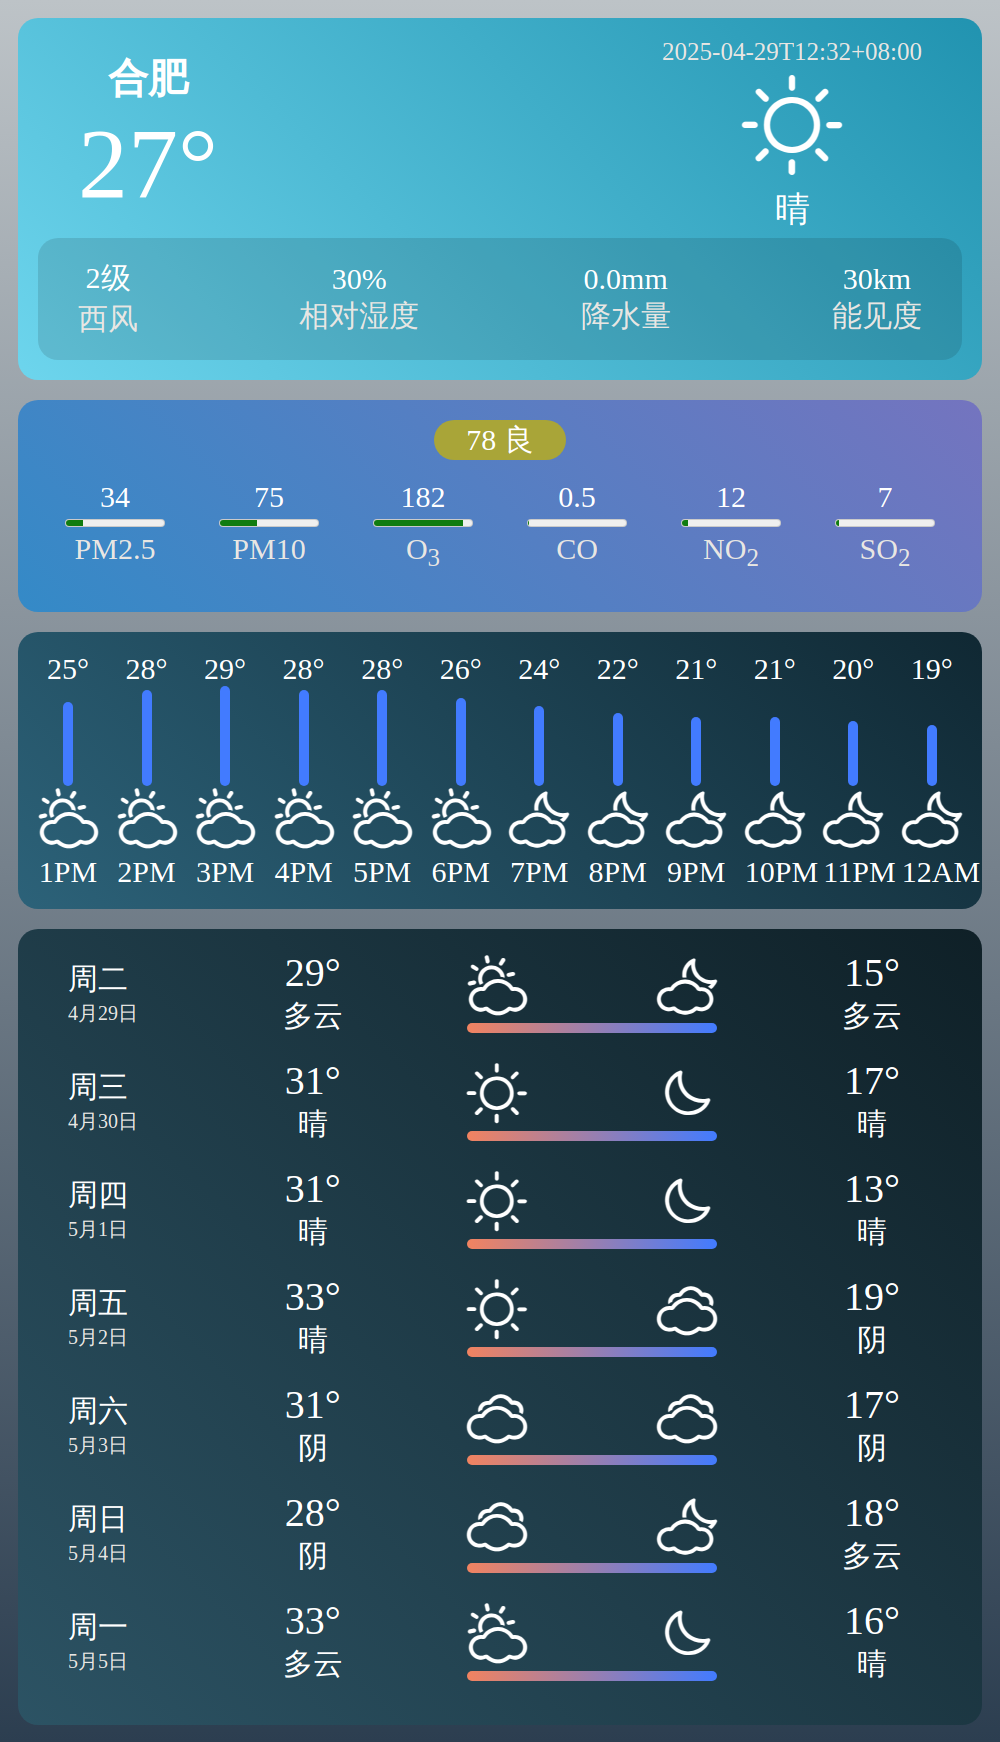 合肥
27°
2025-04-29T12:32+08:00
晴
2级 30% 0.0mm 30km
西风 相对湿度 降水量 能见度
78 良
34 75 182 0.5 12 7
PM2.5 PM10 O3 CO NO2 SO2
25° 28° 29° 28° 28° 26° 24° 22° 21° 21° 20° 19°
1PM 2PM 3PM 4PM 5PM 6PM 7PM 8PM 9PM 10PM 11PM 12AM
周二 29° 15°
4月29日 多云 多云
周三 31° 17°
4月30日 晴 晴
周四 31° 13°
5月1日 晴 晴
周五 33° 19°
5月2日 晴 阴
周六 31° 17°
5月3日 阴 阴
周日 28° 18°
5月4日 阴 多云
周一 33° 16°
5月5日 多云 晴